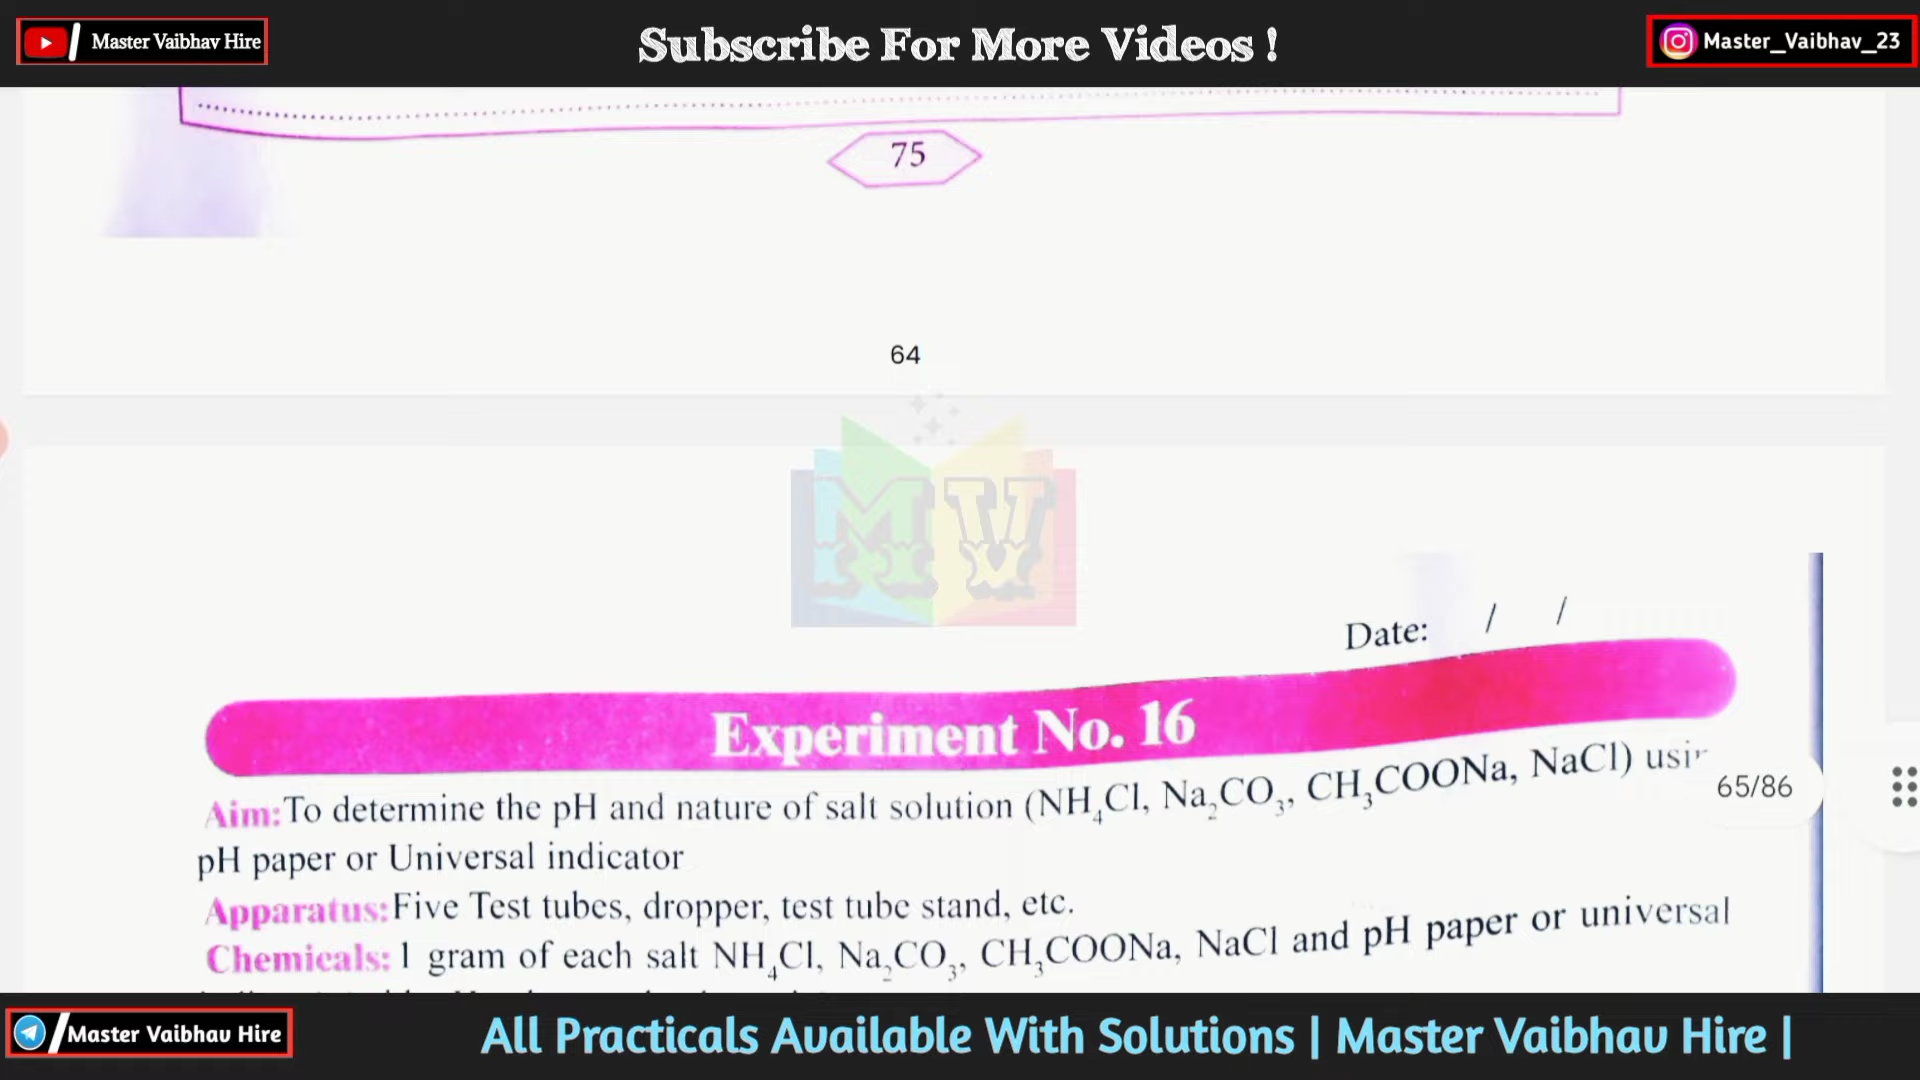 Master Vaibhav Hire
Subscribe For More Videos !
Master_Vaibhav_23
75
64
MV
Date: / /
Experiment No. 16
Aim: To determine the pH and nature of salt solution (NH₄Cl, Na₂CO₃, CH₃COONa, NaCl)
65/86
pH paper or Universal indicator
Apparatus: Five Test tubes, dropper, test tube stand, etc.
Chemicals: 1 gram of each salt NH₄Cl, Na₂CO₃, CH₃COONa, NaCl and pH paper or universal
Master Vaibhav Hire
All Practicals Available With Solutions | Master Vaibhav Hire |